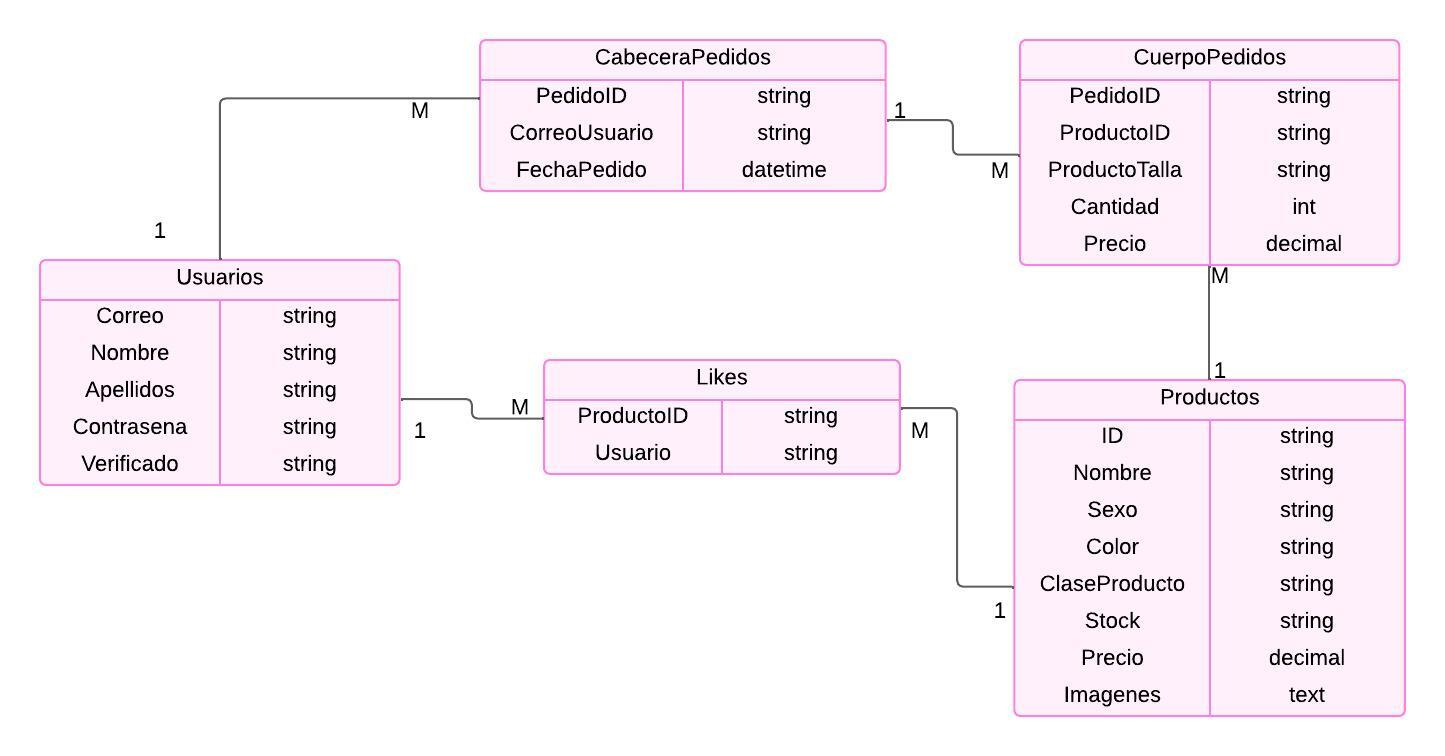 CabeceraPedidos
PedidoID string
CorreoUsuario string
FechaPedido datetime
CuerpoPedidos
PedidoID string
ProductoID string
ProductoTalla string
Cantidad int
Precio decimal
M
1
M
1
Usuarios
Correo string
Nombre string
Apellidos string
Contrasena string
Verificado string
M
1
1
M
Likes
ProductoID string
Usuario string
M
1
Productos
ID string
Nombre string
Sexo string
Color string
ClaseProducto string
Stock string
Precio decimal
Imagenes text